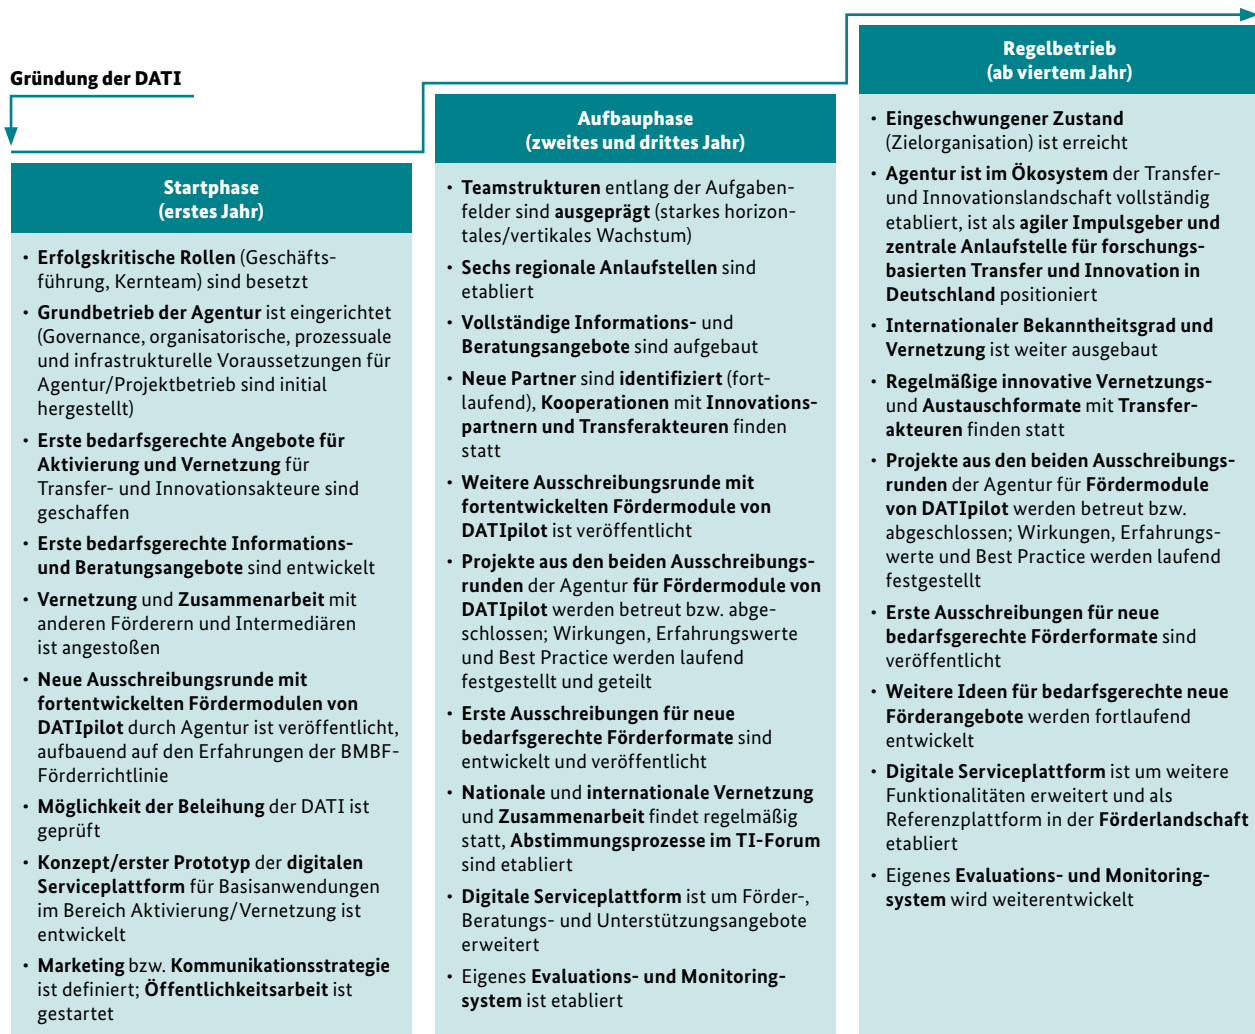 Gründung der DATI
Startphase
(erstes Jahr)
• Erfolgskritische Rollen (Geschäfts-
führung, Kernteam) sind besetzt
• Grundbetrieb der Agentur ist eingerichtet
(Governance, organisatorische, prozessuale
und infrastrukturelle Voraussetzungen für
Agentur/Projektbetrieb sind initial
hergestellt)
• Erste bedarfsgerechte Angebote für
Aktivierung und Vernetzung für
Transfer- und Innovationsakteure sind
geschaffen
• Erste bedarfsgerechte Informations-
und Beratungsangebote sind entwickelt
• Vernetzung und Zusammenarbeit mit
anderen Förderern und Intermediären
ist angestoßen
• Neue Ausschreibungsrunde mit
fortentwickelten Fördermodulen von
DATIpilot durch Agentur ist veröffentlicht,
aufbauend auf den Erfahrungen der BMBF-
Förderrichtlinie
• Möglichkeit der Beleihung der DATI ist
geprüft
• Konzept/erster Prototyp der digitalen
Serviceplattform für Basisanwendungen
im Bereich Aktivierung/Vernetzung ist
entwickelt
• Marketing bzw. Kommunikationsstrategie
ist definiert; Öffentlichkeitsarbeit ist
gestartet
Aufbauphase
(zweites und drittes Jahr)
• Teamstrukturen entlang der Aufgaben-
felder sind ausgeprägt (starkes horizon-
tales/vertikales Wachstum)
• Sechs regionale Anlaufstellen sind
etabliert
• Vollständige Informations- und
Beratungsangebote sind aufgebaut
• Neue Partner sind identifiziert (fort-
laufend), Kooperationen mit Innovations-
partnern und Transferakteuren finden
statt
• Weitere Ausschreibungsrunde mit
fortentwickelten Fördermodule von
DATIpilot ist veröffentlicht
• Projekte aus den beiden Ausschreibungs-
runden der Agentur für Fördermodule von
DATIpilot werden betreut bzw. abge-
schlossen; Wirkungen, Erfahrungswerte
und Best Practice werden laufend
festgestellt und geteilt
• Erste Ausschreibungen für neue
bedarfsgerechte Förderformate sind
entwickelt und veröffentlicht
• Nationale und internationale Vernetzung
und Zusammenarbeit findet regelmäßig
statt, Abstimmungsprozesse im TI-Forum
sind etabliert
• Digitale Serviceplattform ist um Förder-,
Beratungs- und Unterstützungsangebote
erweitert
• Eigenes Evaluations- und Monitoring-
system ist etabliert
Regelbetrieb
(ab viertem Jahr)
• Eingeschwungener Zustand
(Zielorganisation) ist erreicht
• Agentur ist im Ökosystem der Transfer-
und Innovationslandschaft vollständig
etabliert, ist als agiler Impulsgeber und
zentrale Anlaufstelle für forschungs-
basierten Transfer und Innovation in
Deutschland positioniert
• Internationaler Bekanntheitsgrad und
Vernetzung ist weiter ausgebaut
• Regelmäßige innovative Vernetzungs-
und Austauschformate mit Transfer-
akteuren finden statt
• Projekte aus den beiden Ausschreibungs-
runden der Agentur für Fördermodule
von DATIpilot werden betreut bzw.
abgeschlossen; Wirkungen, Erfahrungs-
werte und Best Practice werden laufend
festgestellt
• Erste Ausschreibungen für neue
bedarfsgerechte Förderformate sind
veröffentlicht
• Weitere Ideen für bedarfsgerechte neue
Förderangebote werden fortlaufend
entwickelt
• Digitale Serviceplattform ist um weitere
Funktionalitäten erweitert und als
Referenzplattform in der Förderlandschaft
etabliert
• Eigenes Evaluations- und Monitoring-
system wird weiterentwickelt